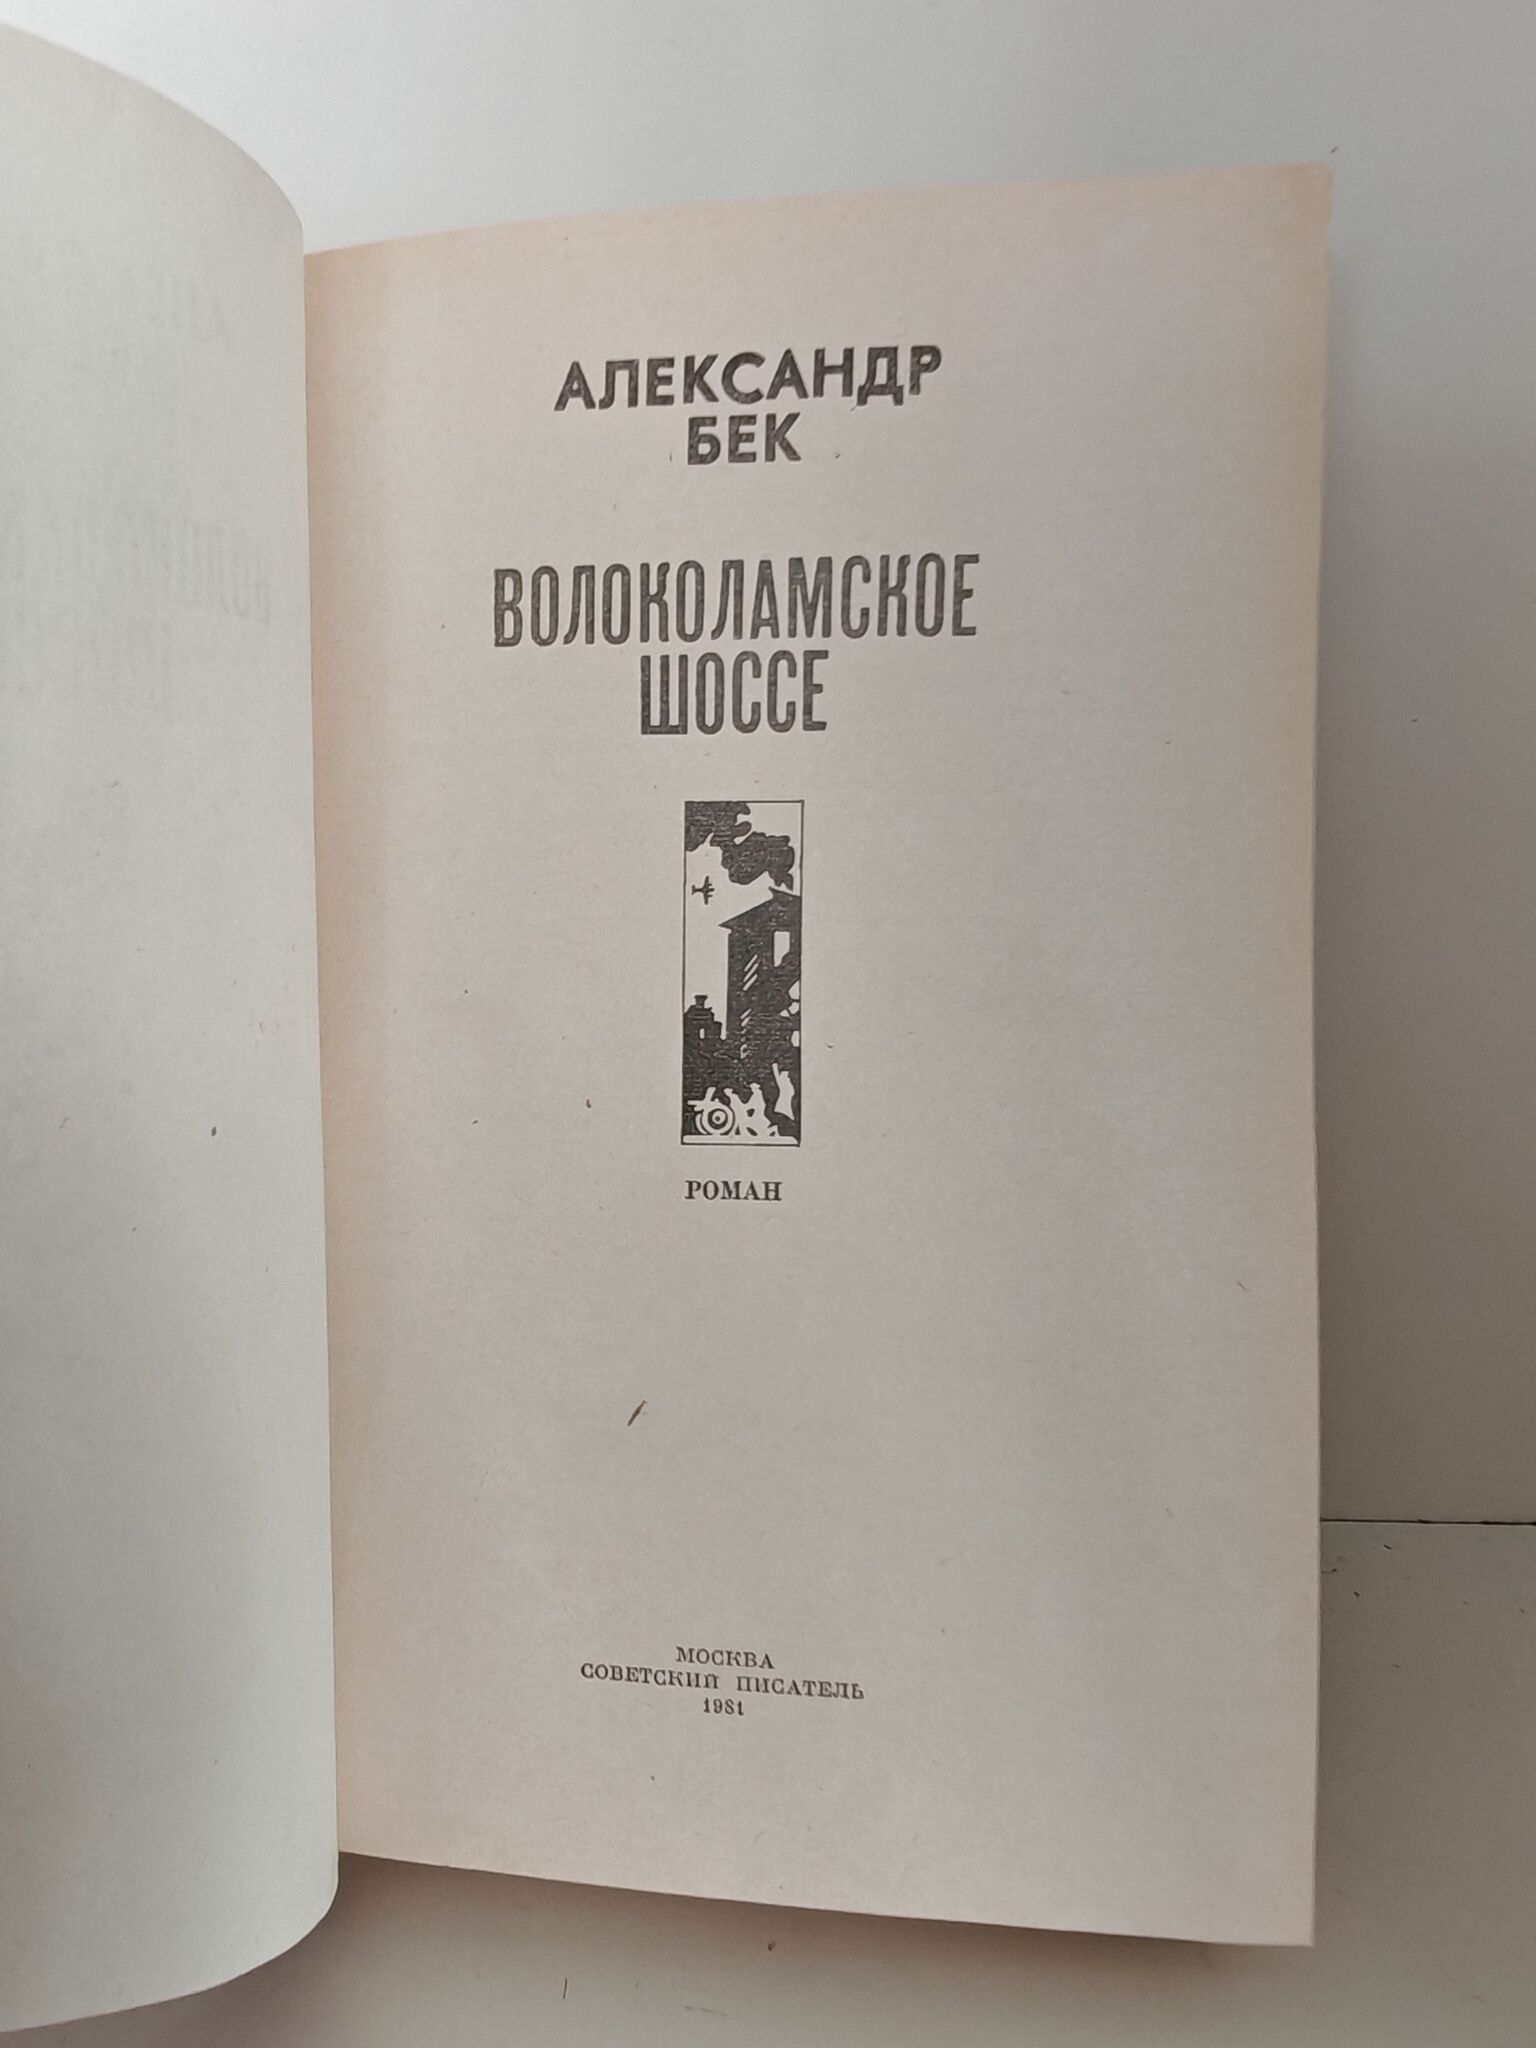 АЛЕКСАНДР
БЕК
ВОЛОКОЛАМСКОЕ
ШОССЕ
РОМАН
МОСКВА
СОВЕТСКИЙ ПИСАТЕЛЬ
1981